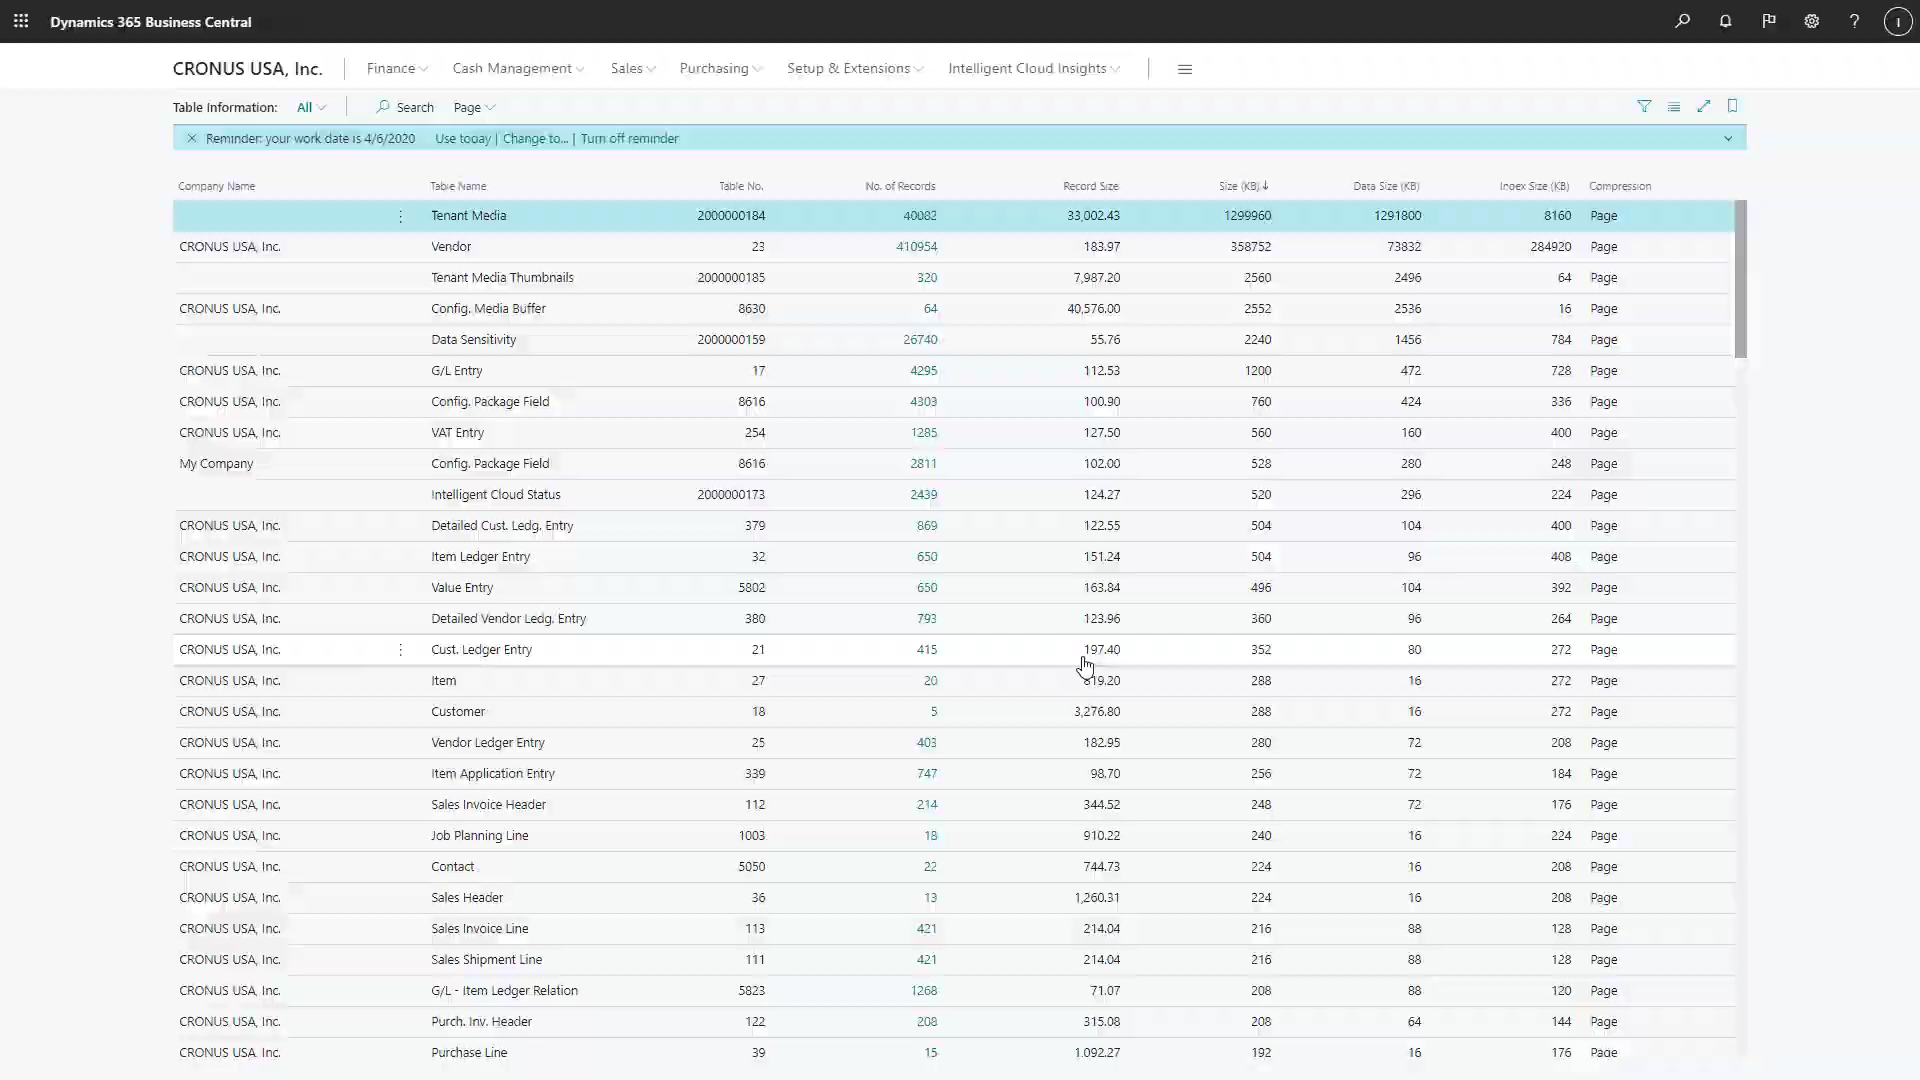 Dynamics 365 Business Central
CRONUS USA, Inc. Finance Cash Management Sales Purchasing Setup & Extensions Intelligent Cloud Insights
Table Information: All Search Page
Reminder: your work date is 4/6/2020 Use today | Change to... | Turn off reminder
Company Name Table Name Table No. No. of Records Record Size Size (KB) ↓ Data Size (KB) Index Size (KB) Compression
Tenant Media 2000000184 40082 33,002.43 1299960 1291800 8160 Page
CRONUS USA, Inc. Vendor 23 410954 183.97 358752 73832 284920 Page
Tenant Media Thumbnails 2000000185 320 7,987.20 2560 2496 64 Page
CRONUS USA, Inc. Config. Media Buffer 8630 64 40,576.00 2552 2536 16 Page
Data Sensitivity 2000000159 26740 55.76 2240 1456 784 Page
CRONUS USA, Inc. G/L Entry 17 4295 112.53 1200 472 728 Page
CRONUS USA, Inc. Config. Package Field 8616 4303 100.90 760 424 336 Page
CRONUS USA, Inc. VAT Entry 254 1285 127.50 560 160 400 Page
My Company Config. Package Field 8616 2811 102.00 528 280 248 Page
Intelligent Cloud Status 2000000173 2439 124.27 520 296 224 Page
CRONUS USA, Inc. Detailed Cust. Ledg. Entry 379 869 122.55 504 104 400 Page
CRONUS USA, Inc. Item Ledger Entry 32 650 151.24 504 96 408 Page
CRONUS USA, Inc. Value Entry 5802 650 163.84 496 104 392 Page
CRONUS USA, Inc. Detailed Vendor Ledg. Entry 380 793 123.96 360 96 264 Page
CRONUS USA, Inc. Cust. Ledger Entry 21 415 197.40 352 80 272 Page
CRONUS USA, Inc. Item 27 20 819.20 288 16 272 Page
CRONUS USA, Inc. Customer 18 5 3,276.80 288 16 272 Page
CRONUS USA, Inc. Vendor Ledger Entry 25 403 182.95 280 72 208 Page
CRONUS USA, Inc. Item Application Entry 339 747 98.70 256 72 184 Page
CRONUS USA, Inc. Sales Invoice Header 112 214 344.52 248 72 176 Page
CRONUS USA, Inc. Job Planning Line 1003 18 910.22 240 16 224 Page
CRONUS USA, Inc. Contact 5050 22 744.73 224 16 208 Page
CRONUS USA, Inc. Sales Header 36 13 1,260.31 224 16 208 Page
CRONUS USA, Inc. Sales Invoice Line 113 421 214.04 216 88 128 Page
CRONUS USA, Inc. Sales Shipment Line 111 421 214.04 216 88 128 Page
CRONUS USA, Inc. G/L - Item Ledger Relation 5823 1268 71.07 208 88 120 Page
CRONUS USA, Inc. Purch. Inv. Header 122 208 315.08 208 64 144 Page
CRONUS USA, Inc. Purchase Line 39 15 1,092.27 192 16 176 Page